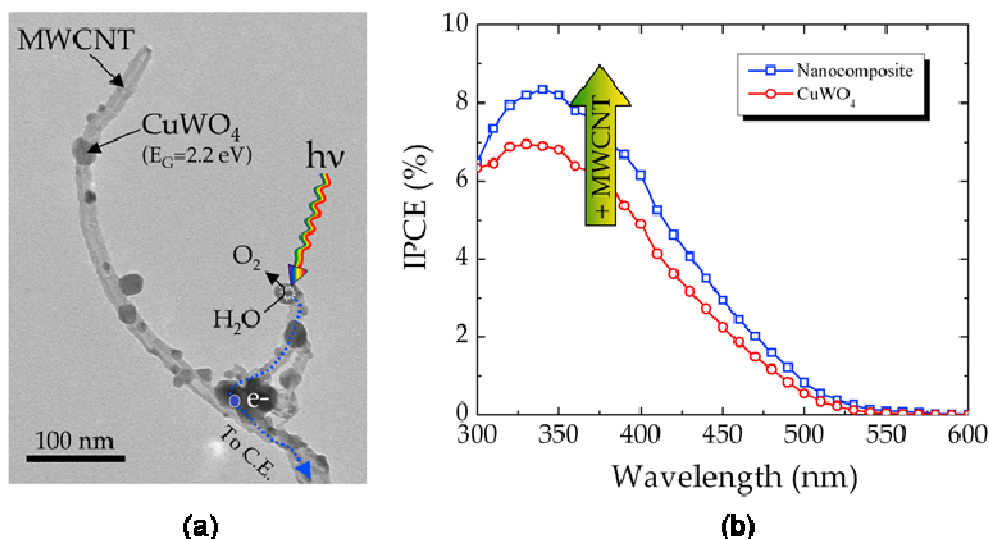 MWCNT
CuWO₄
(E_G=2.2 eV)
hν
O₂
H₂O
e-
To C.E.
100 nm
(a)
10
8
6
4
2
0
IPCE (%)
Nanocomposite
CuWO₄
+ MWCNT
300 350 400 450 500 550 600
Wavelength (nm)
(b)